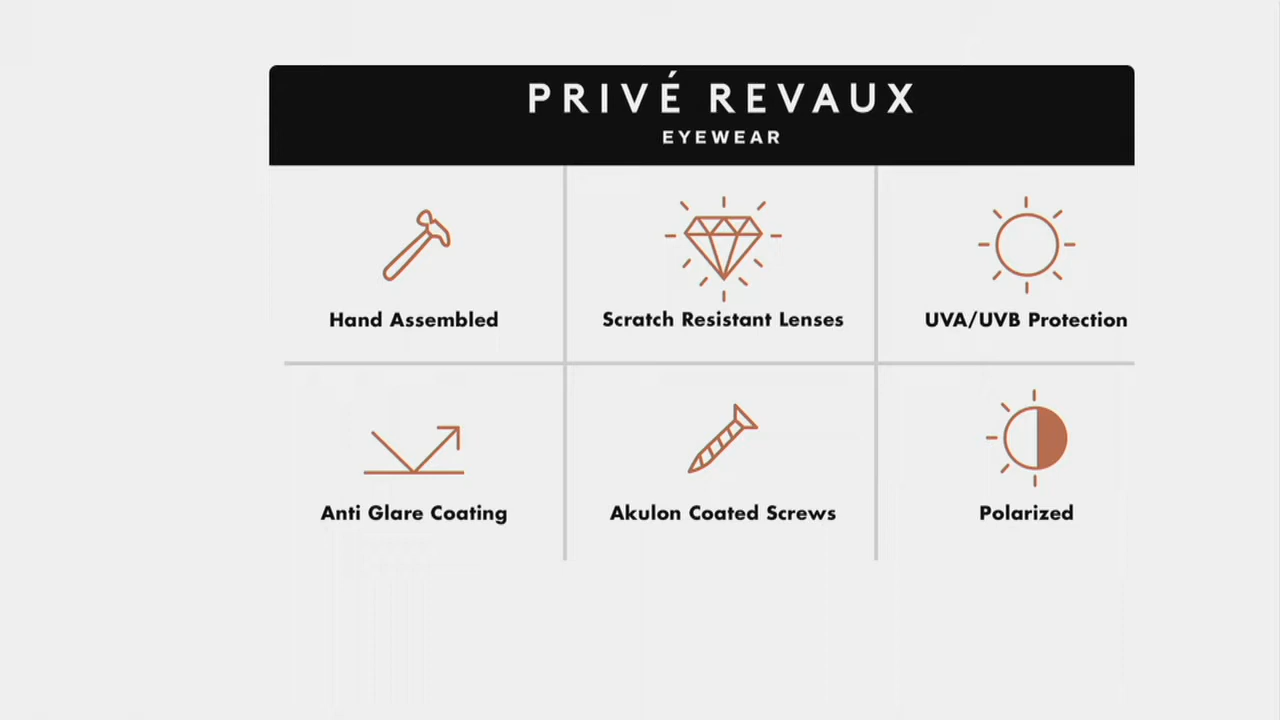 PRIVÉ REVAUX
EYEWEAR
Hand Assembled
Scratch Resistant Lenses
UVA/UVB Protection
Anti Glare Coating
Akulon Coated Screws
Polarized